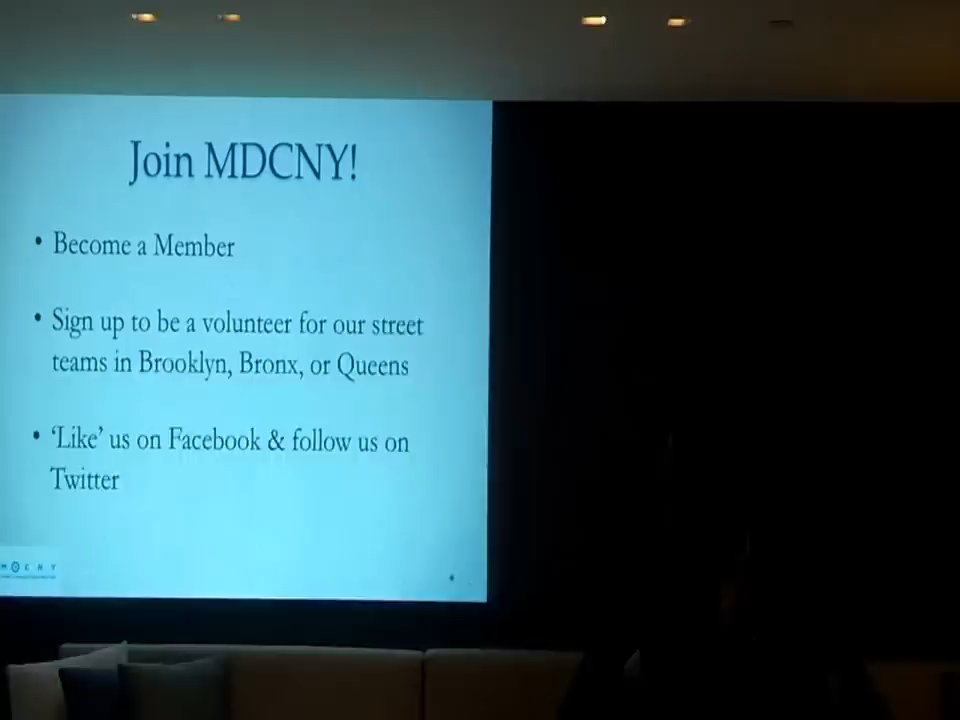 Join MDCNY!
• Become a Member
• Sign up to be a volunteer for our street
teams in Brooklyn, Bronx, or Queens
• ‘Like’ us on Facebook & follow us on
Twitter